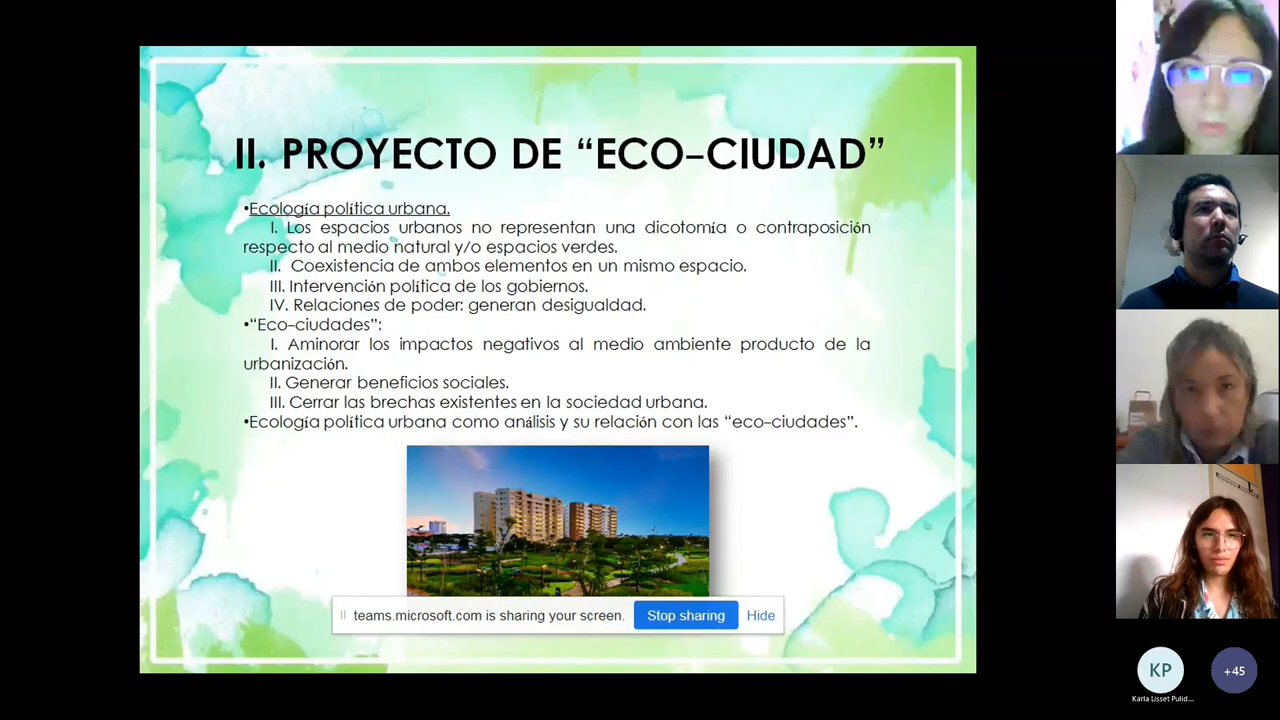 II. PROYECTO DE “ECO-CIUDAD”
•Ecología política urbana.
I. Los espacios urbanos no representan una dicotomía o contraposición
respecto al medio natural y/o espacios verdes.
II. Coexistencia de ambos elementos en un mismo espacio.
III. Intervención política de los gobiernos.
IV. Relaciones de poder: generan desigualdad.
•“Eco-ciudades”:
I. Aminorar los impactos negativos al medio ambiente producto de la
urbanización.
II. Generar beneficios sociales.
III. Cerrar las brechas existentes en la sociedad urbana.
•Ecología política urbana como análisis y su relación con las “eco-ciudades”.
teams.microsoft.com is sharing your screen. Stop sharing Hide
KP
+45
Karla Lisset Pulid...